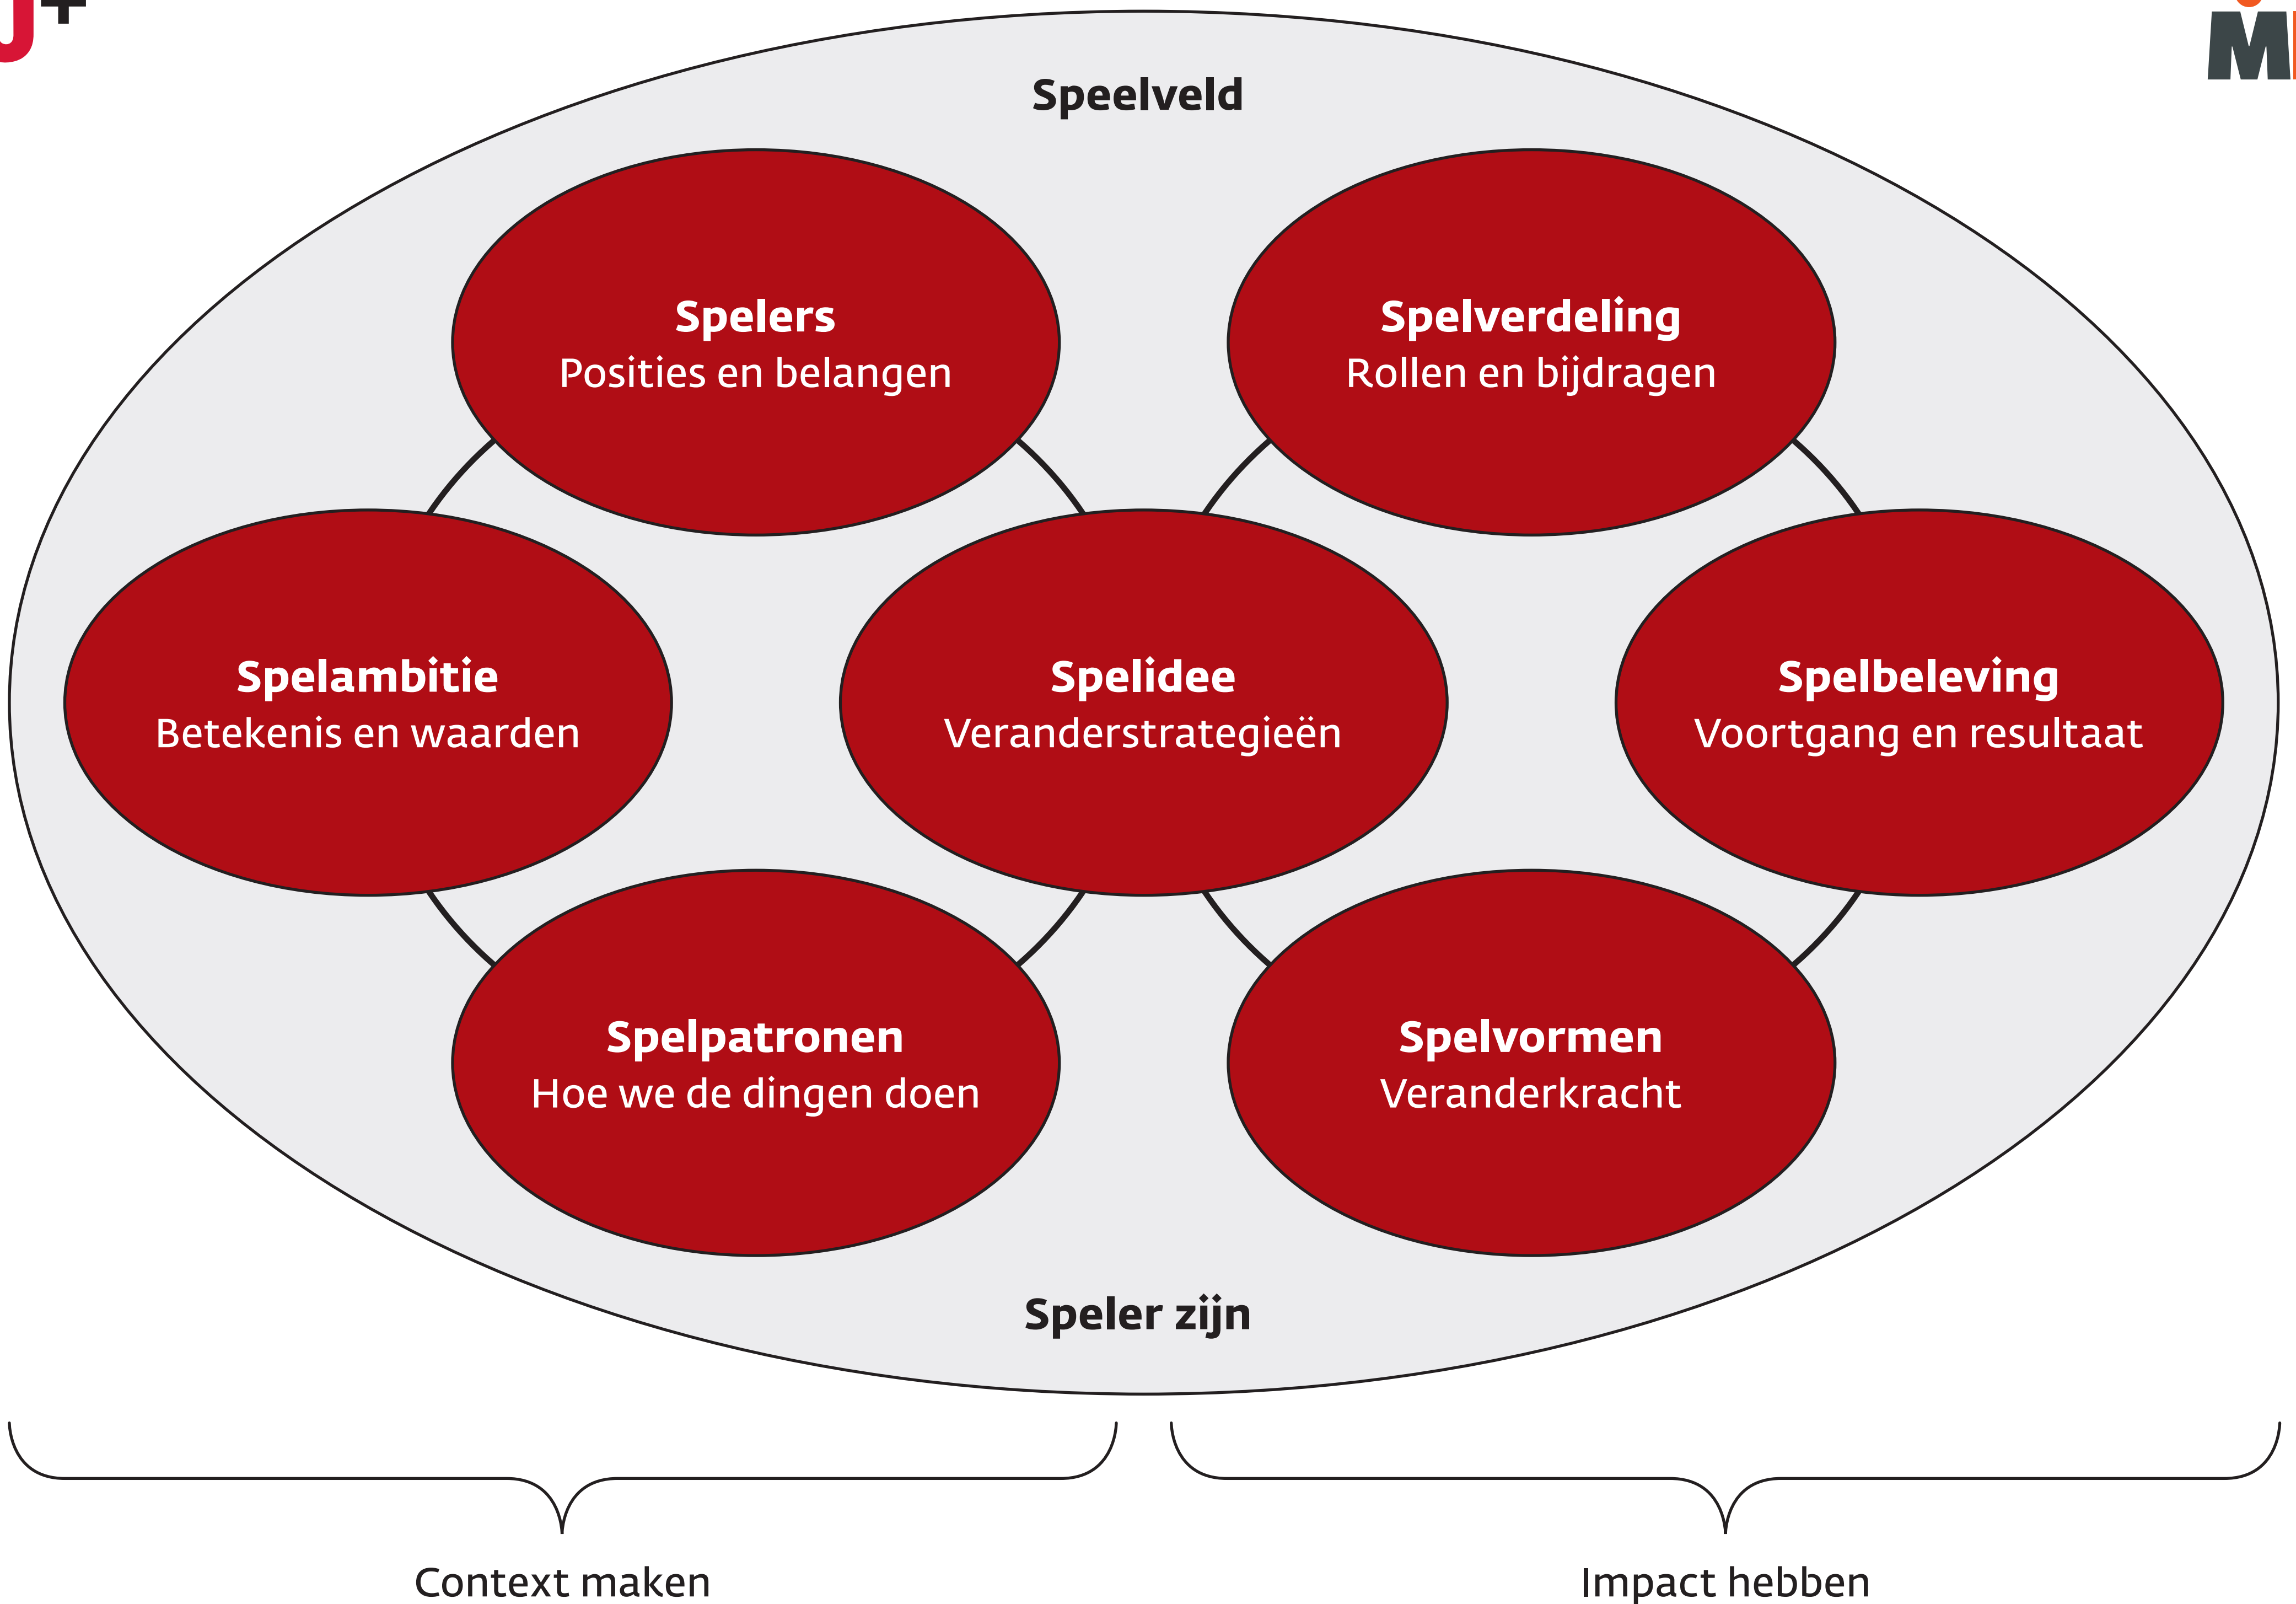 Speelveld
Spelers
Posities en belangen
Spelverdeling
Rollen en bijdragen
Spelambitie
Betekenis en waarden
Spelidee
Veranderstrategieën
Spelbeleving
Voortgang en resultaat
Spelpatronen
Hoe we de dingen doen
Spelvormen
Veranderkracht
Speler zijn
Context maken
Impact hebben